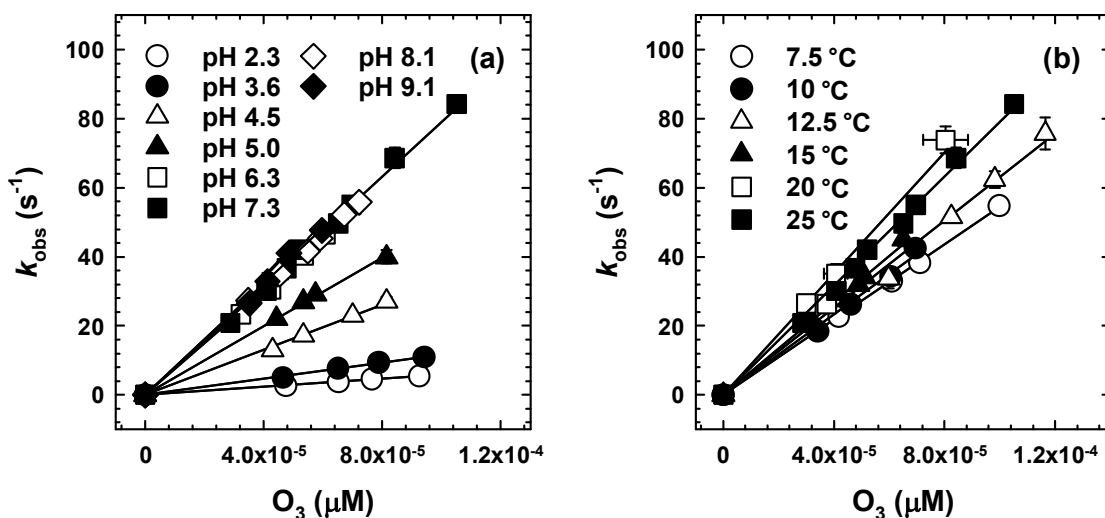 (a)
pH 2.3
pH 3.6
pH 4.5
pH 5.0
pH 6.3
pH 7.3
pH 8.1
pH 9.1
k_obs (s⁻¹)
100
80
60
40
20
0
0 4.0x10⁻⁵ 8.0x10⁻⁵ 1.2x10⁻⁴
O₃ (μM)
(b)
7.5 °C
10 °C
12.5 °C
15 °C
20 °C
25 °C
k_obs (s⁻¹)
100
80
60
40
20
0
0 4.0x10⁻⁵ 8.0x10⁻⁵ 1.2x10⁻⁴
O₃ (μM)